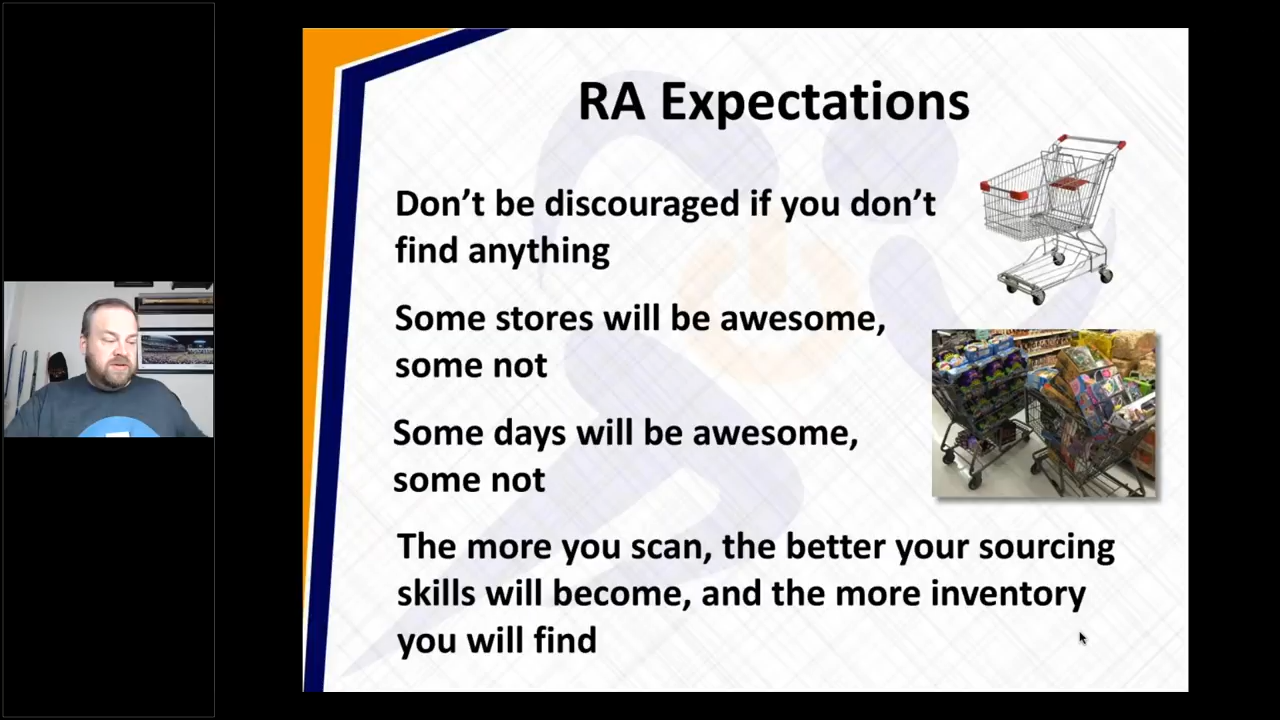 RA Expectations
Don’t be discouraged if you don’t
find anything
Some stores will be awesome,
some not
Some days will be awesome,
some not
The more you scan, the better your sourcing
skills will become, and the more inventory
you will find